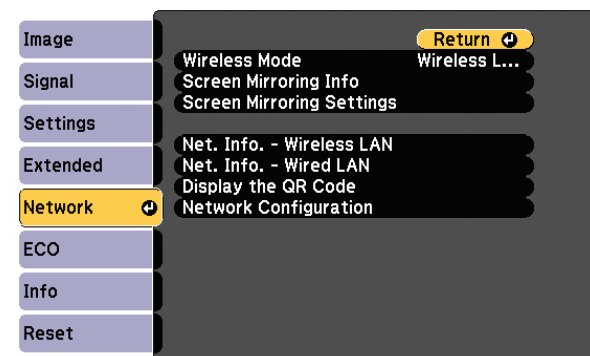 Image
Signal
Settings
Extended
Network
ECO
Info
Reset
Return
Wireless Mode Wireless L...
Screen Mirroring Info
Screen Mirroring Settings
Net. Info. - Wireless LAN
Net. Info. - Wired LAN
Display the QR Code
Network Configuration